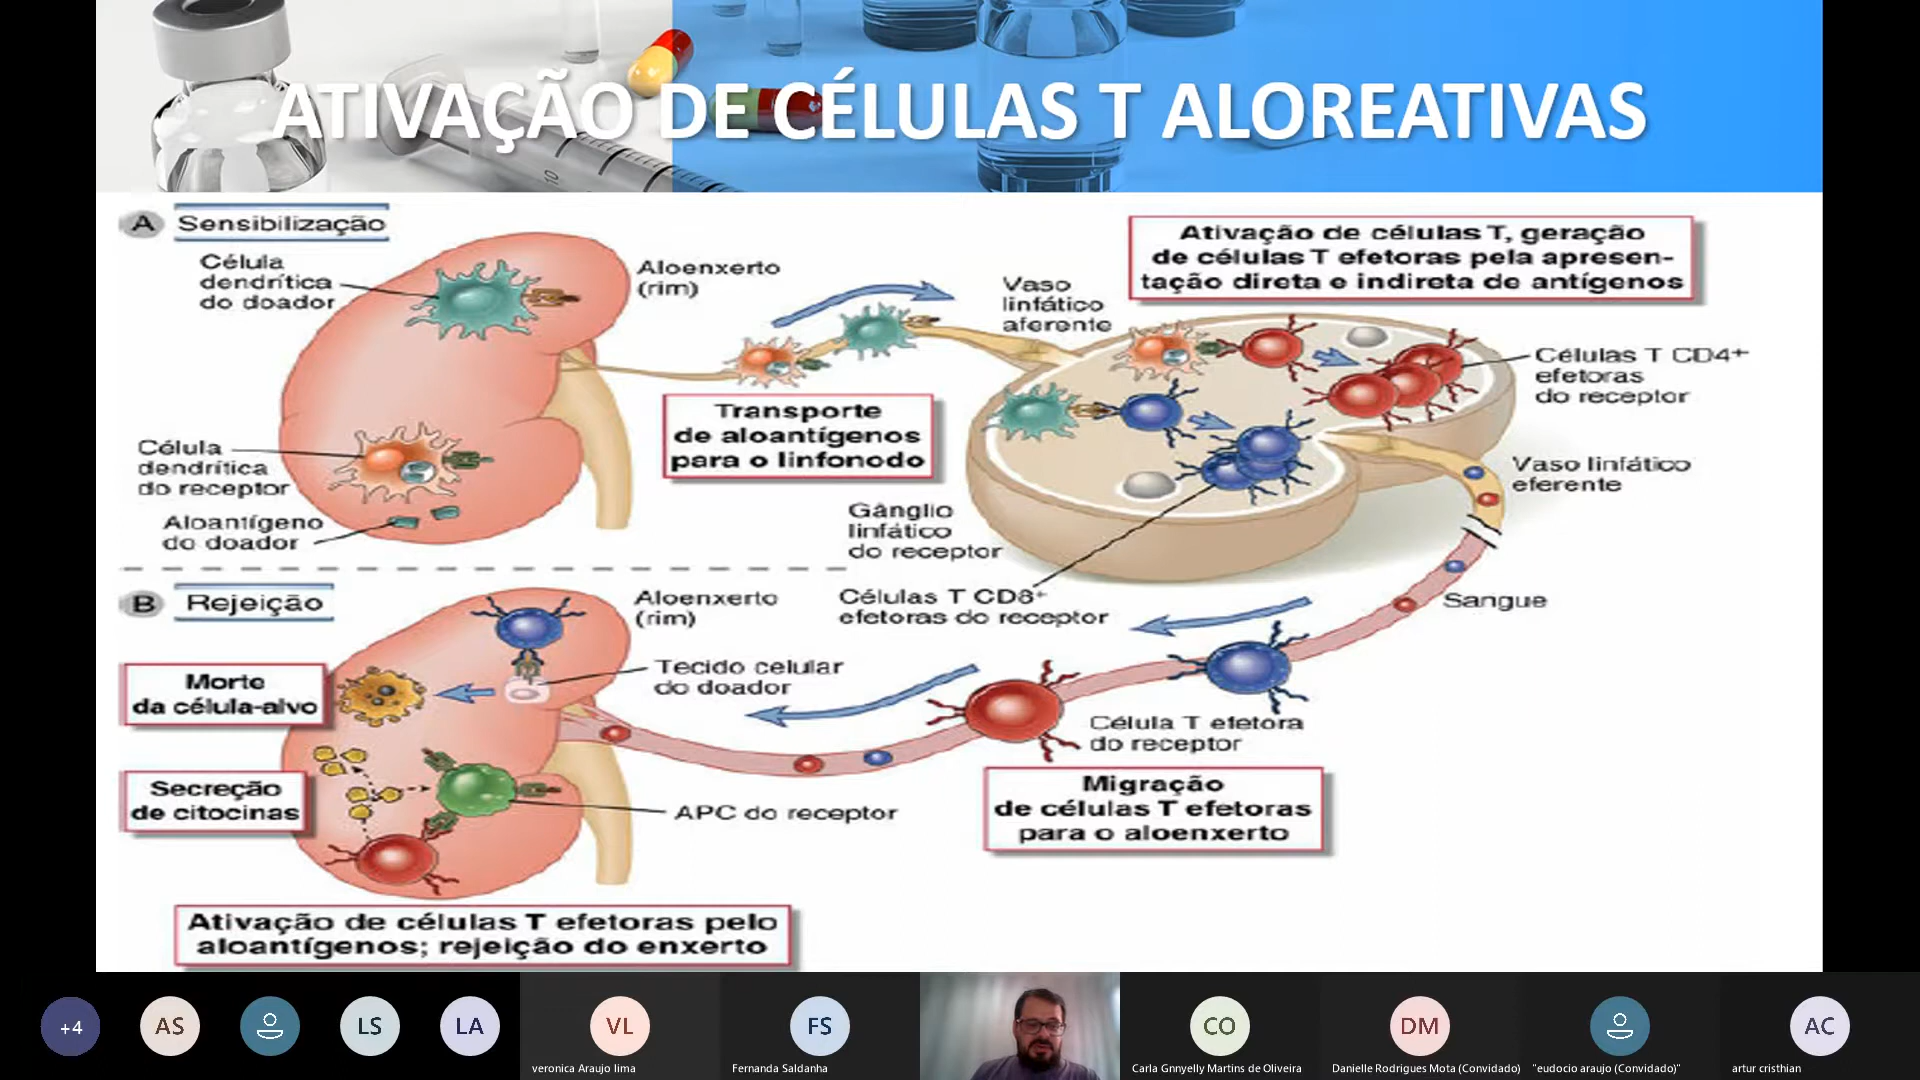 ATIVAÇÃO DE CÉLULAS T ALOREATIVAS
A Sensibilização
Célula
dendrítica
do doador
Aloenxerto
(rim)
Vaso
linfático
aferente
Ativação de células T, geração
de células T efetoras pela apresen-
tação direta e indireta de antígenos
Células T CD4+
efetoras
do receptor
Transporte
de aloantígenos
para o linfonodo
Célula
dendrítica
do receptor
Aloantígeno
do doador
Vaso linfático
eferente
Gânglio
linfático
do receptor
Células T CD8+
efetoras do receptor
Sangue
B Rejeição
Aloenxerto
(rim)
Tecido celular
do doador
Morte
da célula-alvo
Célula T efetora
do receptor
Secreção
de citocinas
APC do receptor
Migração
de células T efetoras
para o aloenxerto
Ativação de células T efetoras pelo
aloantígenos; rejeição do enxerto
10
+4
AS
LS
LA
VL
veronica Araujo lima
FS
Fernanda Saldanha
CO
Carla Gnnyelly Martins de Oliveira
DM
Danielle Rodrigues Mota (Convidado)
"eudocio araujo (Convidado)"
AC
artur cristhian